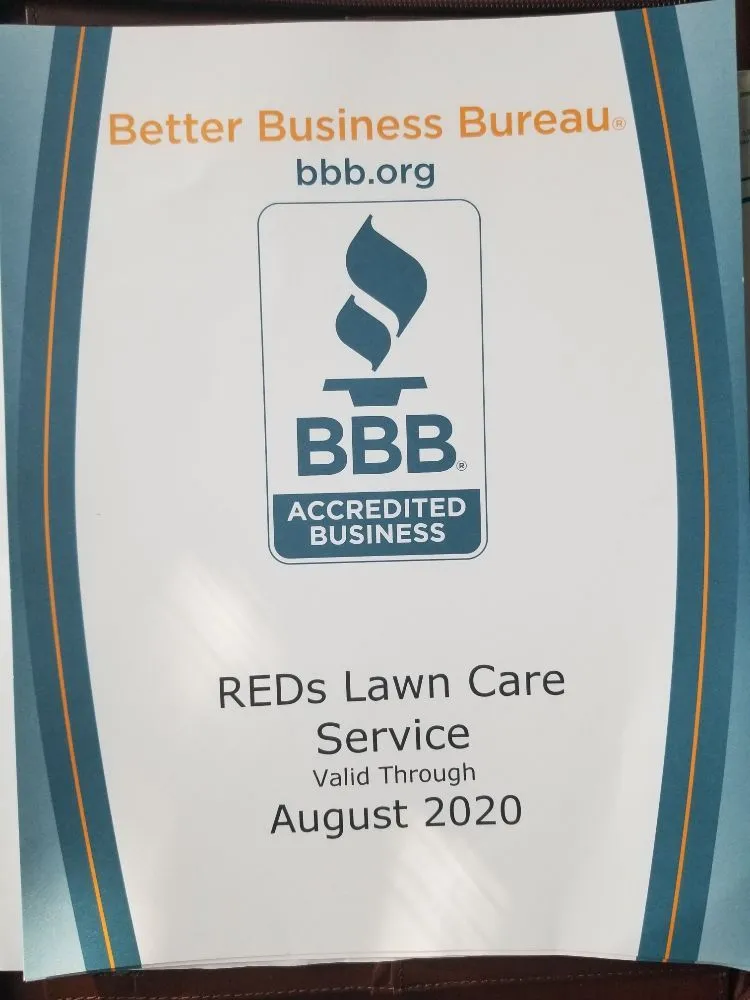 Better Business Bureau®
bbb.org
BBB®
ACCREDITED
BUSINESS
REDs Lawn Care
Service
Valid Through
August 2020